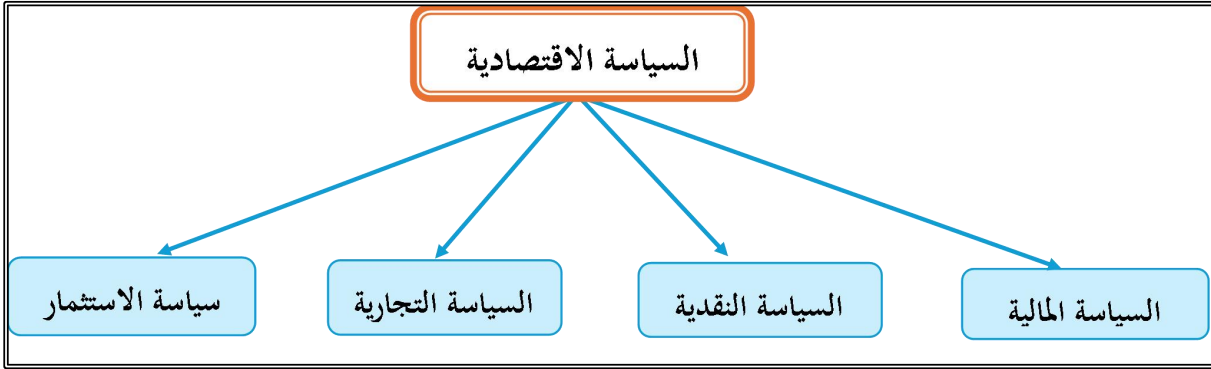 السياسة الاقتصادية
السياسة المالية
السياسة النقدية
السياسة التجارية
سياسة الاستثمار